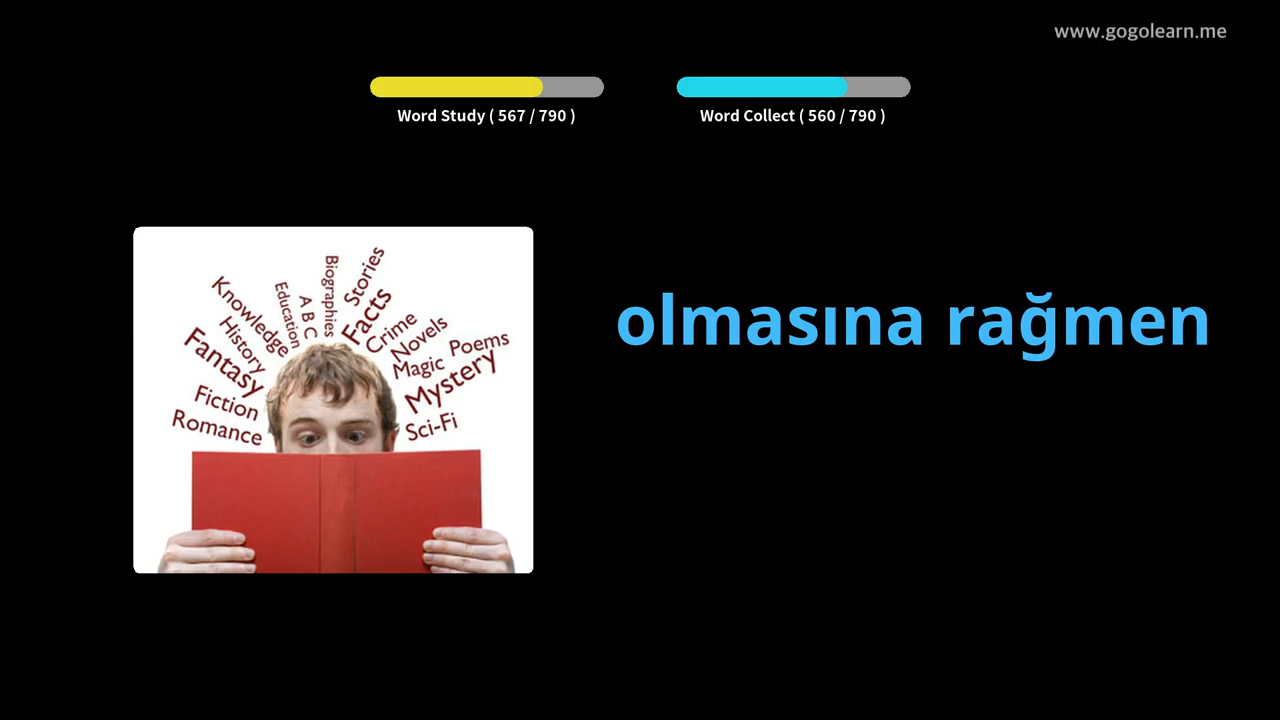 www.gogolearn.me
Word Study ( 567 / 790 )
Word Collect ( 560 / 790 )
olmasına rağmen
Knowledge
History
Fantasy
Fiction
Romance
Education
A B C
Biographies
Stories
Facts
Crime
Novels
Magic
Poems
Mystery
Sci-Fi